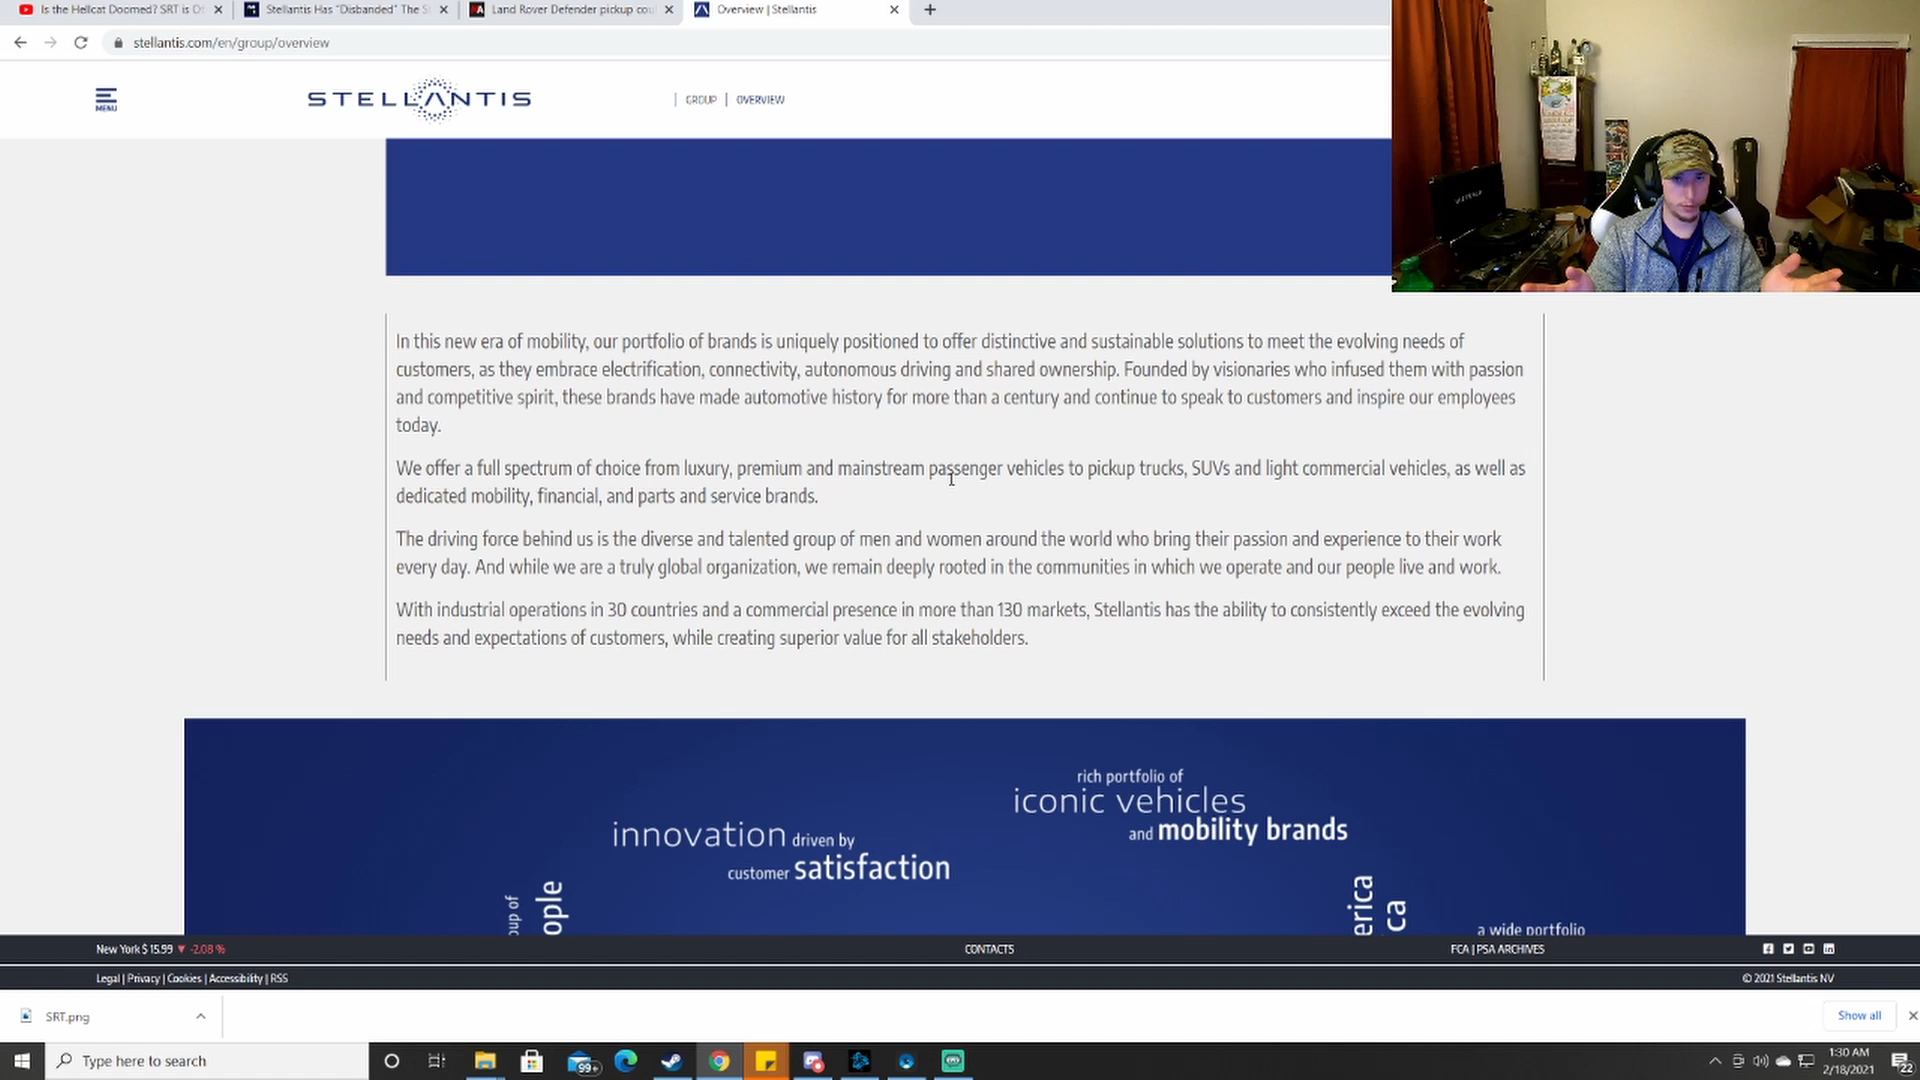 Is the Hellcat Doomed? SRT is Of
Stellantis Has "Disbanded" The S
Land Rover Defender pickup cou
Overview | Stellantis
stellantis.com/en/group/overview
MENU
STELLANTIS
| GROUP | OVERVIEW
In this new era of mobility, our portfolio of brands is uniquely positioned to offer distinctive and sustainable solutions to meet the evolving needs of
customers, as they embrace electrification, connectivity, autonomous driving and shared ownership. Founded by visionaries who infused them with passion
and competitive spirit, these brands have made automotive history for more than a century and continue to speak to customers and inspire our employees
today.
We offer a full spectrum of choice from luxury, premium and mainstream passenger vehicles to pickup trucks, SUVs and light commercial vehicles, as well as
dedicated mobility, financial, and parts and service brands.
The driving force behind us is the diverse and talented group of men and women around the world who bring their passion and experience to their work
every day. And while we are a truly global organization, we remain deeply rooted in the communities in which we operate and our people live and work.
With industrial operations in 30 countries and a commercial presence in more than 130 markets, Stellantis has the ability to consistently exceed the evolving
needs and expectations of customers, while creating superior value for all stakeholders.
rich portfolio of
iconic vehicles
and mobility brands
innovation driven by
customer satisfaction
oup of
ople
erica
ca
a wide portfolio
New York $ 15.99 ▼ -2.08 %
CONTACTS
FCA | PSA ARCHIVES
Legal | Privacy | Cookies | Accessibility | RSS
© 2021 Stellantis NV
SRT.png
Show all
Type here to search
99+
1:30 AM
2/18/2021
22